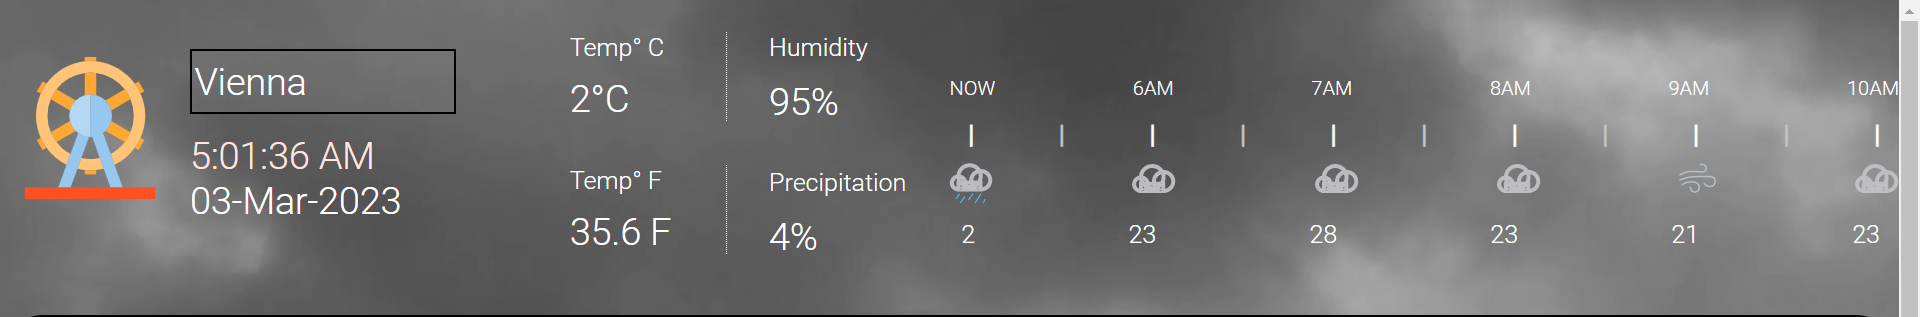 Vienna
5:01:36 AM
03-Mar-2023
Temp° C
2°C
Temp° F
35.6 F
Humidity
95%
Precipitation
4%
NOW 6AM 7AM 8AM 9AM 10AM
2 23 28 23 21 23